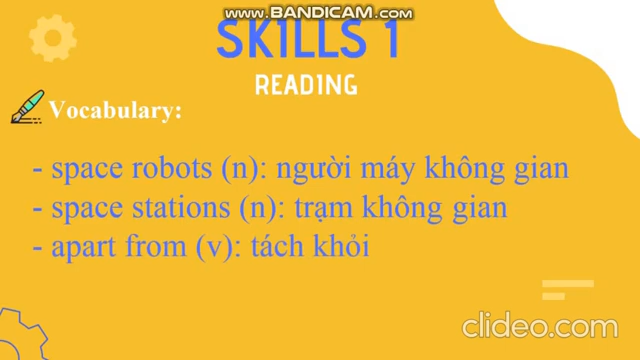 www.BANDICAM.com
SKILLS 1
READING
Vocabulary:
- space robots (n): người máy không gian
- space stations (n): trạm không gian
- apart from (v): tách khỏi
clideo.com